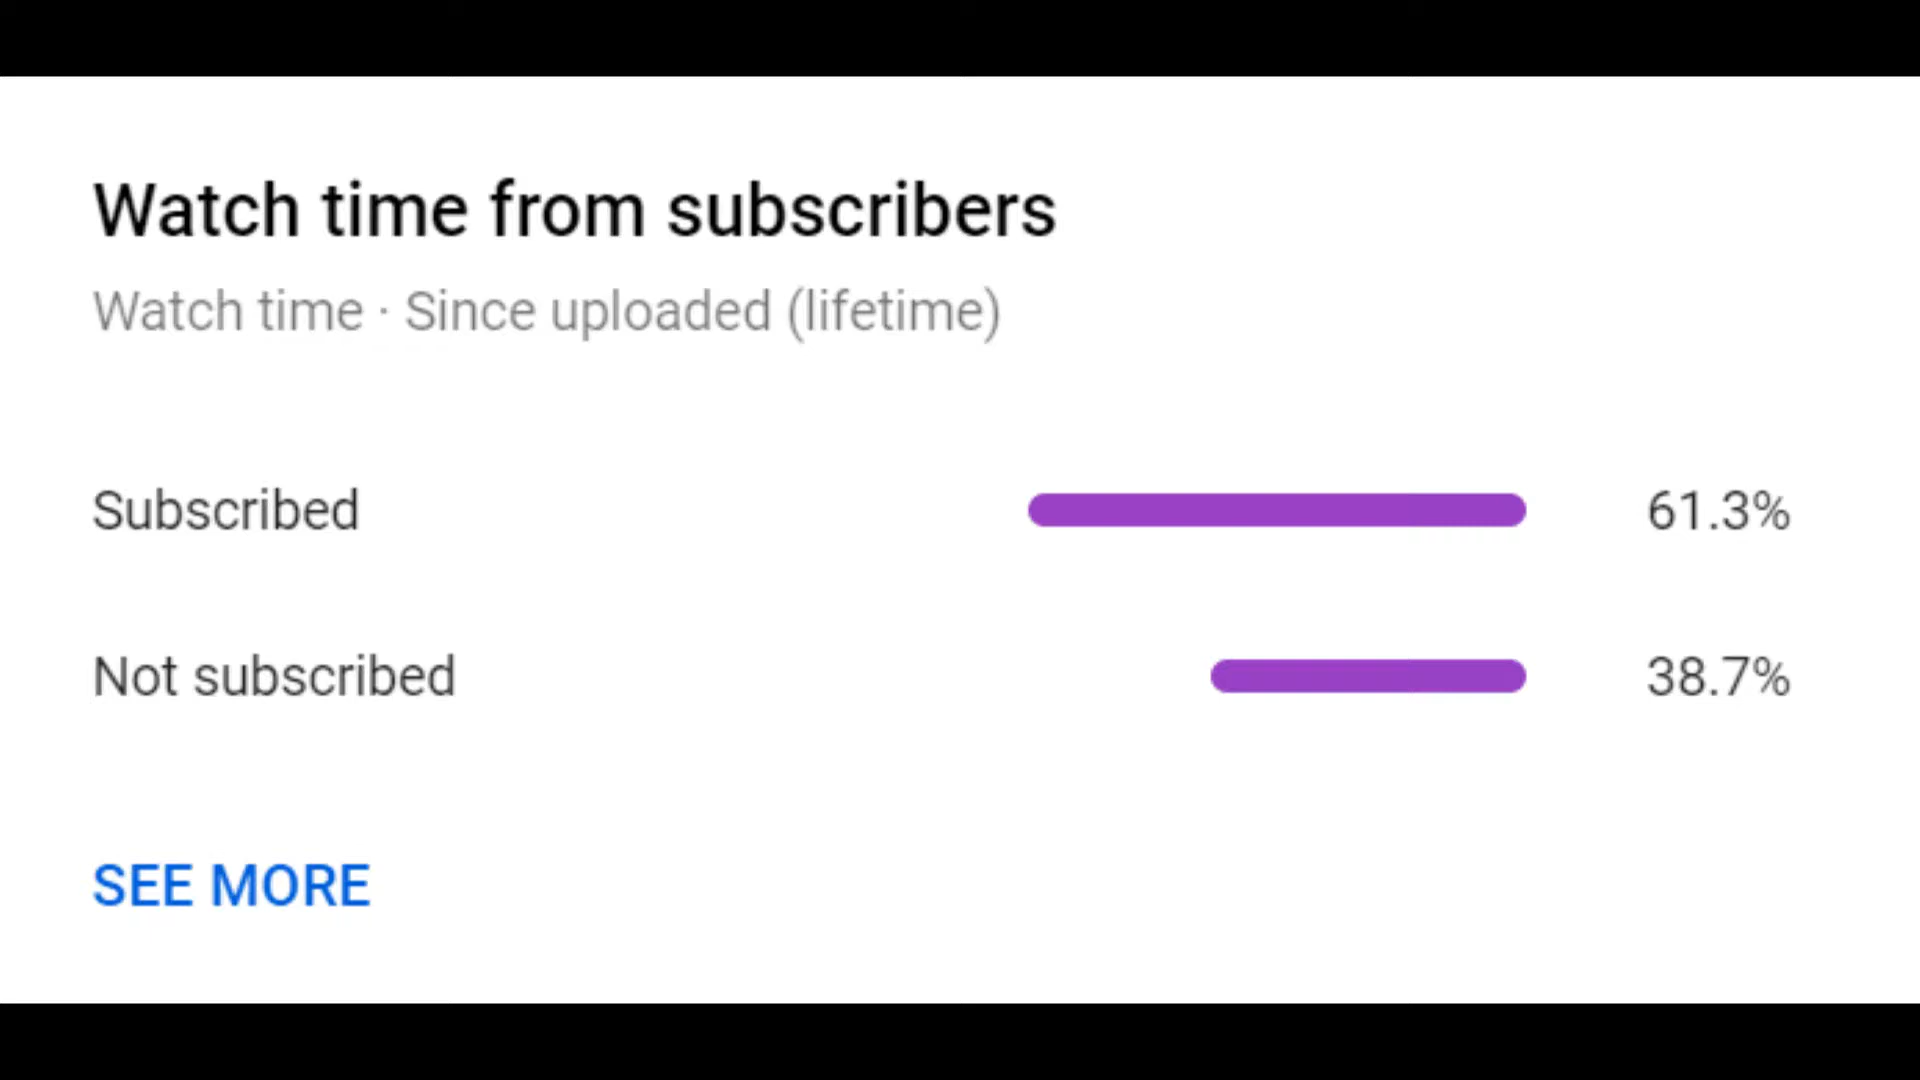 Watch time from subscribers
Watch time · Since uploaded (lifetime)
Subscribed 61.3%
Not subscribed 38.7%
SEE MORE